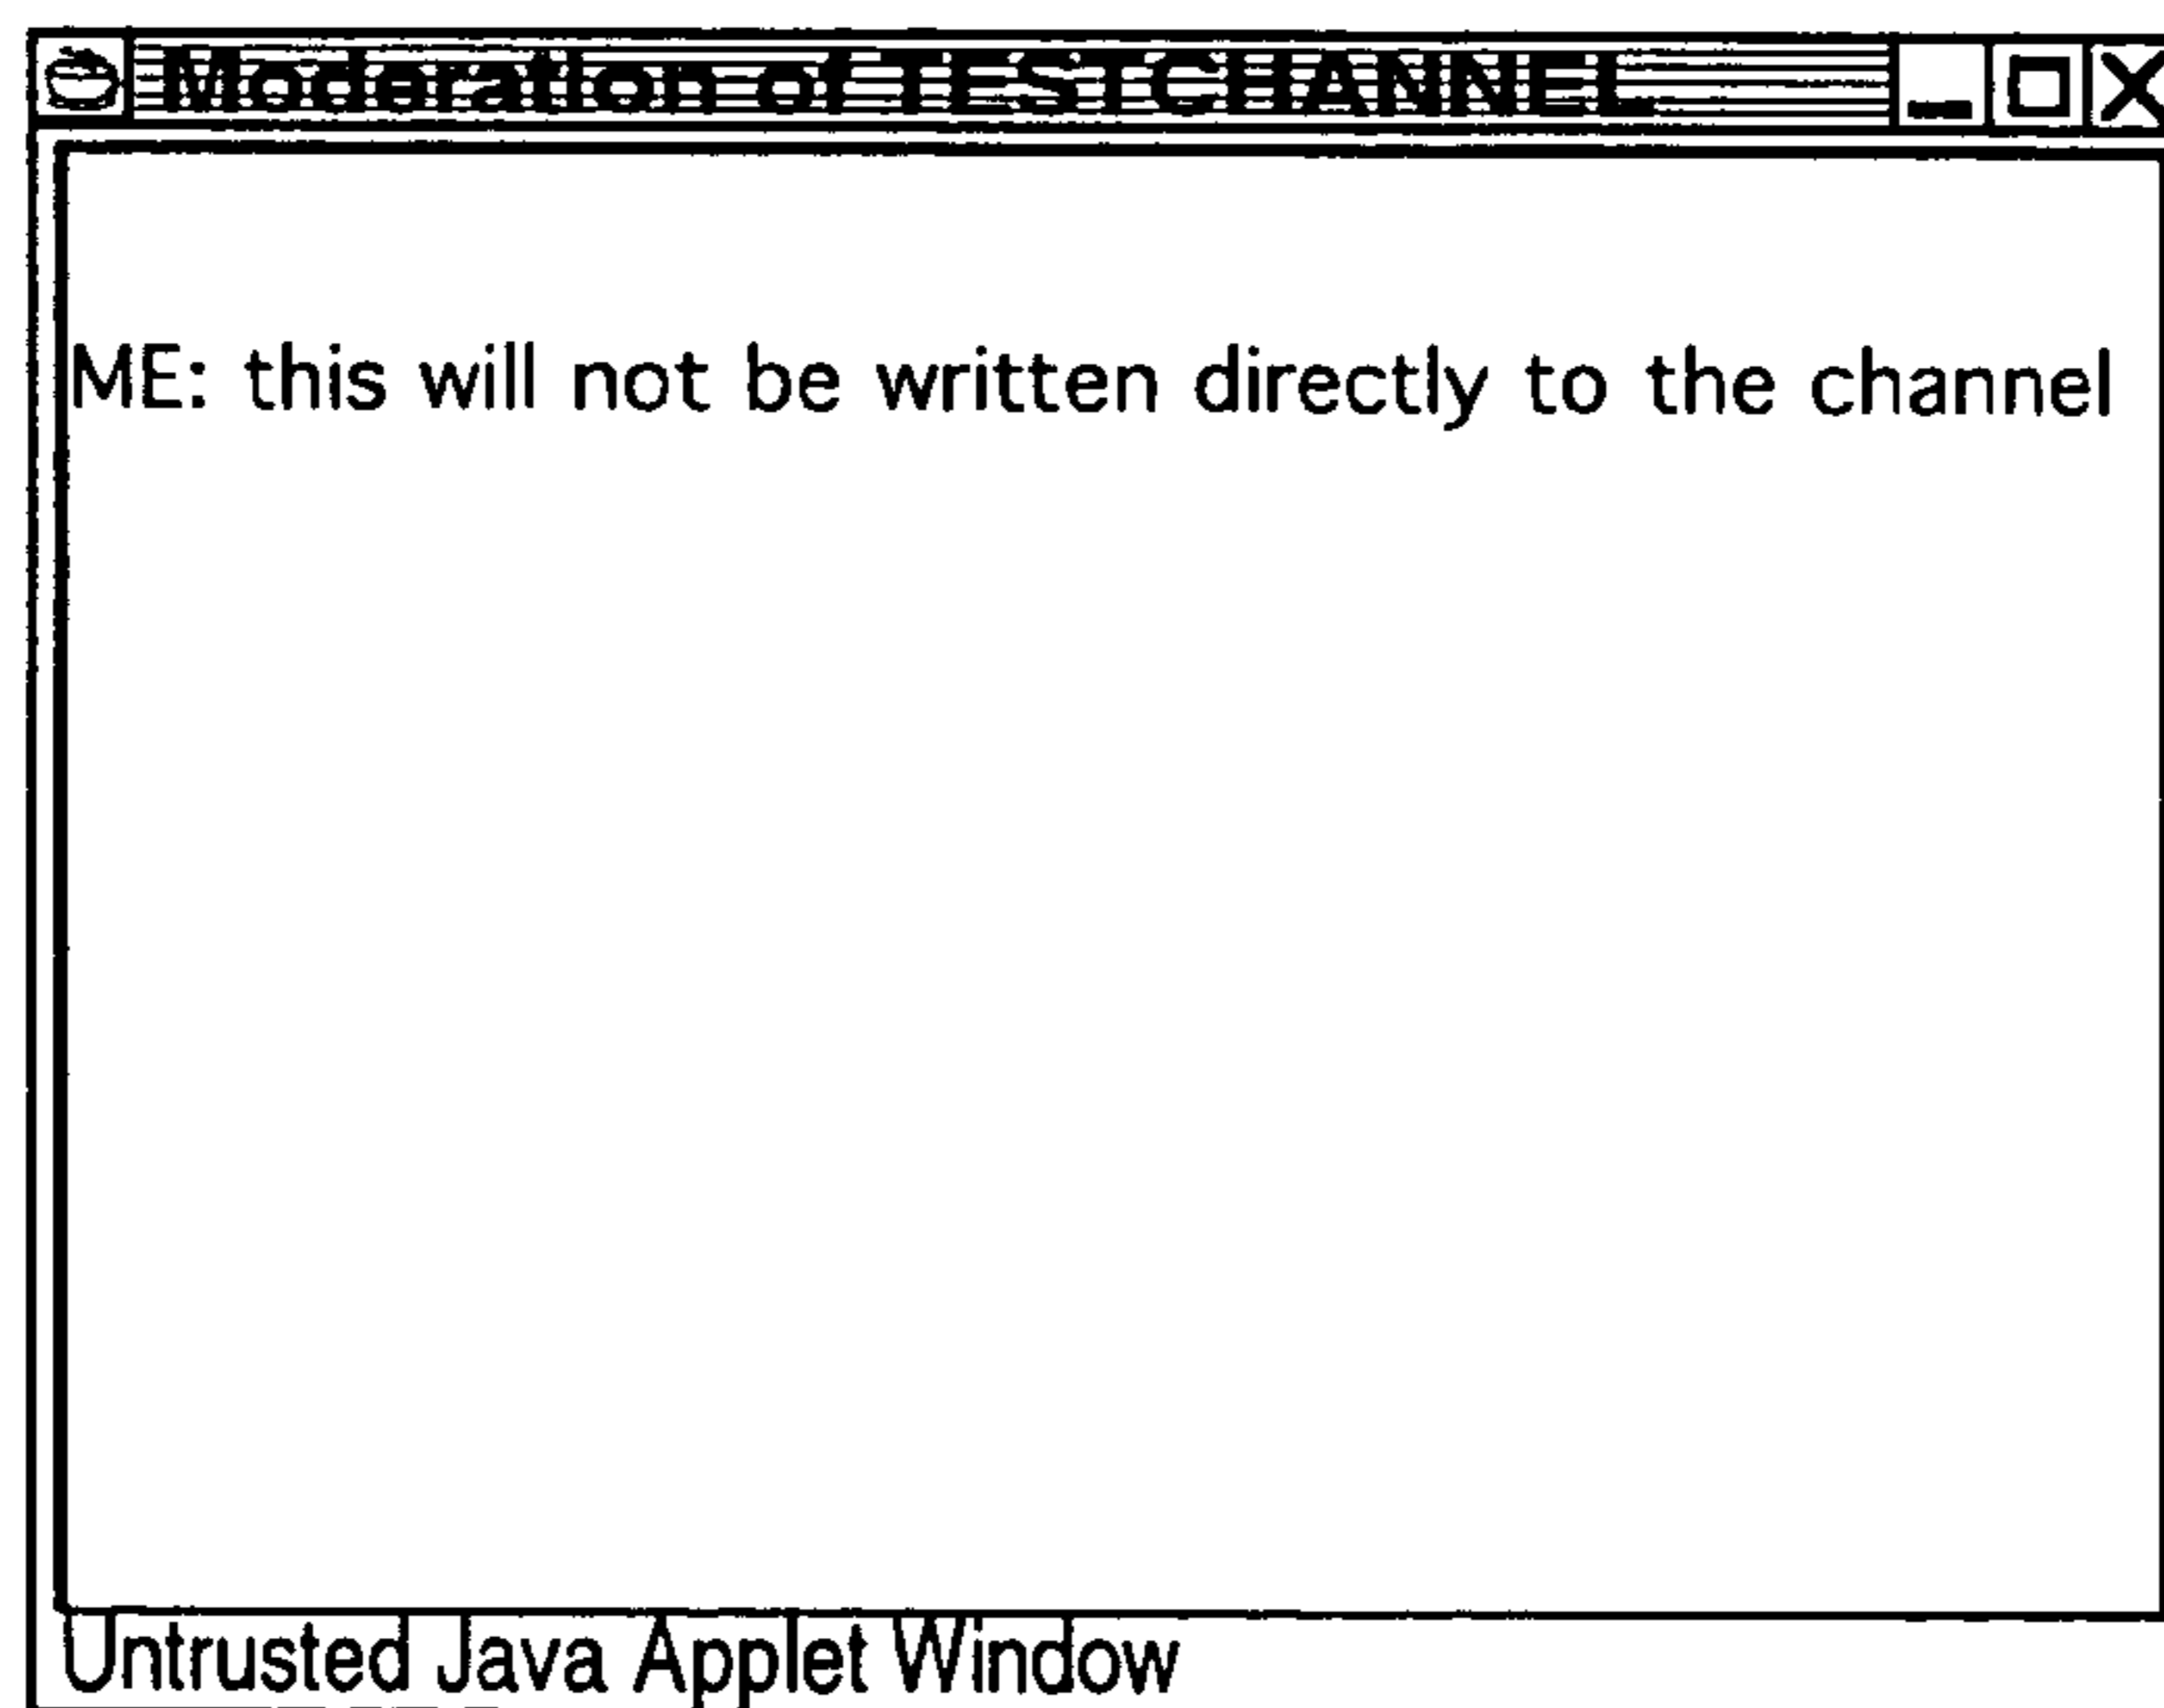 Moderation of TESTCHANNEL
ME: this will not be written directly to the channel
Untrusted Java Applet Window